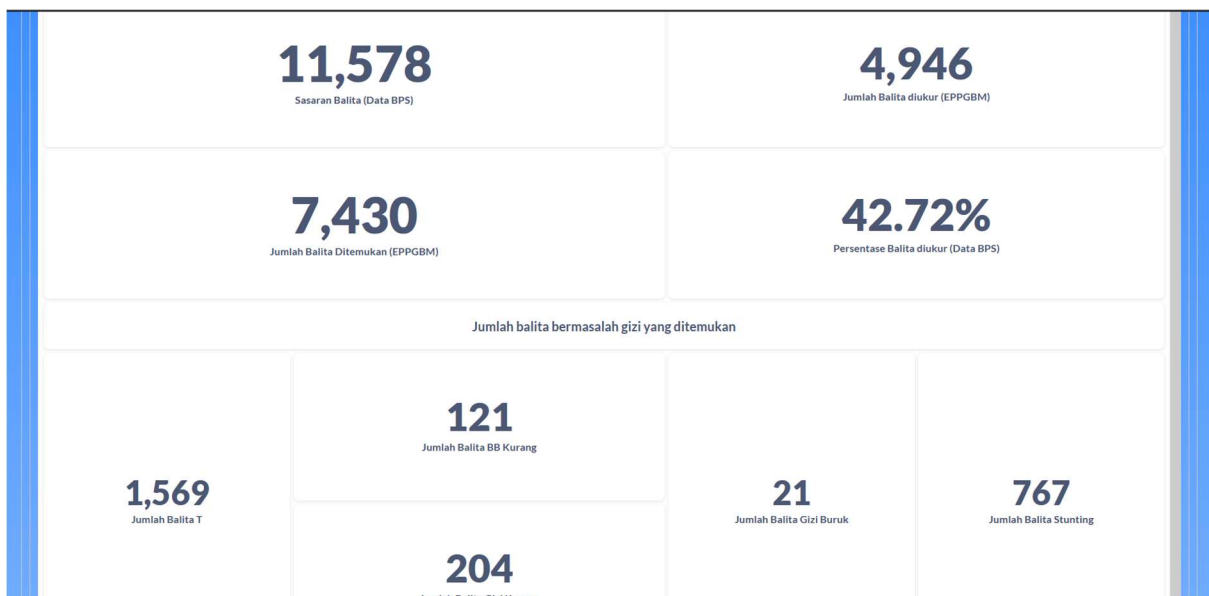 11,578
Sasaran Balita (Data BPS)
4,946
Jumlah Balita diukur (EPPGBM)
7,430
Jumlah Balita Ditemukan (EPPGBM)
42.72%
Persentase Balita diukur (Data BPS)
Jumlah balita bermasalah gizi yang ditemukan
1,569
Jumlah Balita T
121
Jumlah Balita BB Kurang
204
21
Jumlah Balita Gizi Buruk
767
Jumlah Balita Stunting